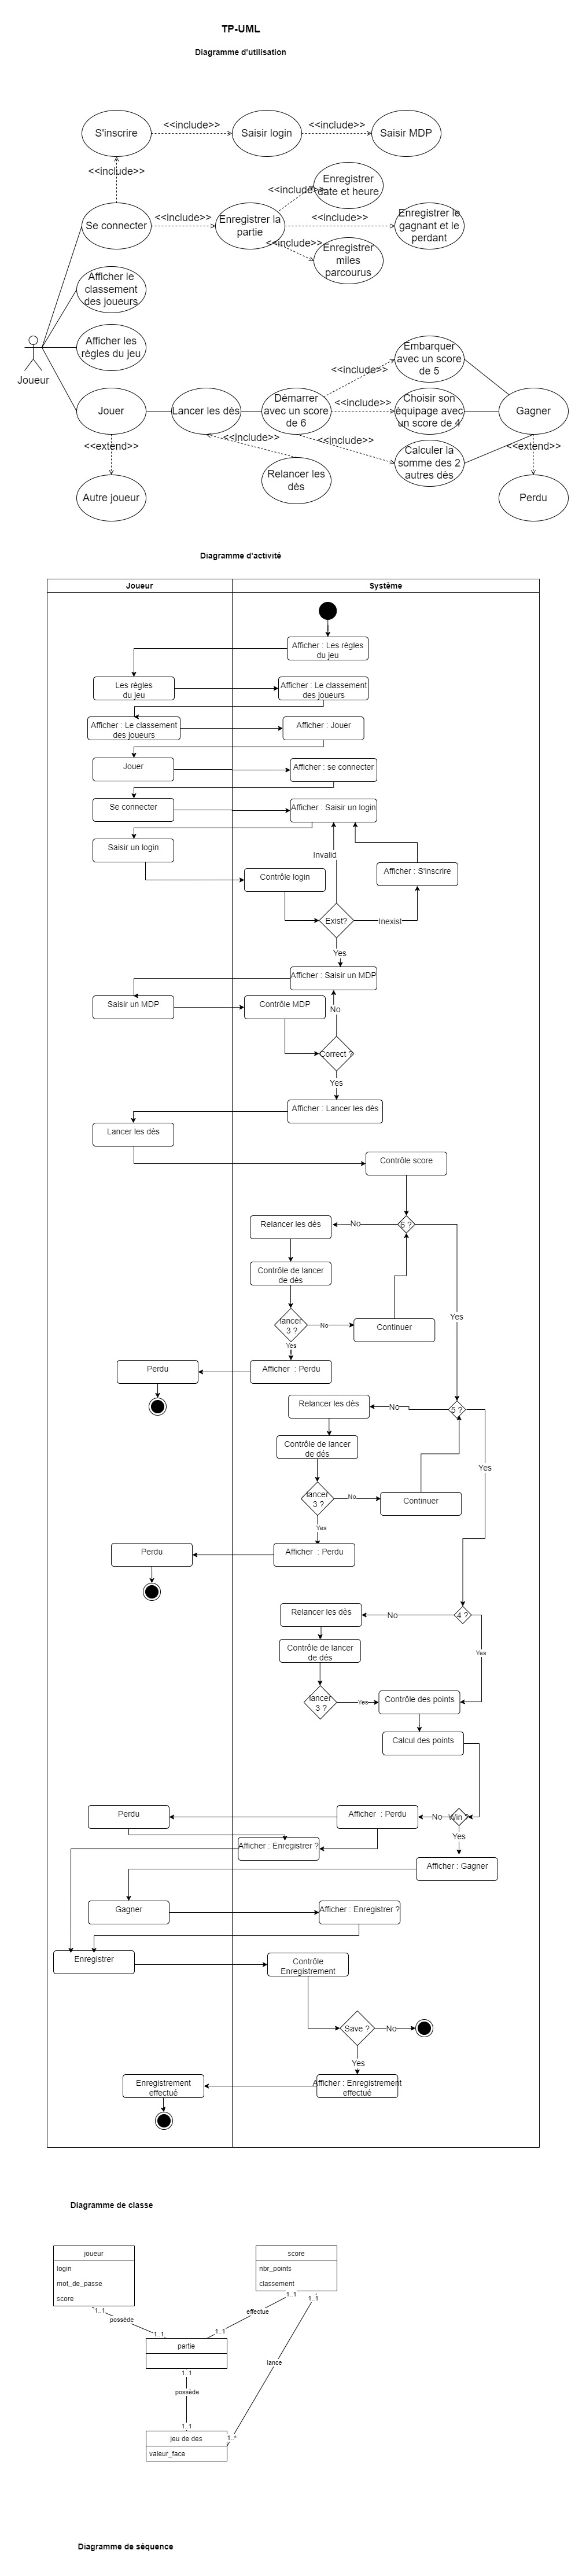 TP-UML
Diagramme d'utilisation
S'inscrire
<<include>>
Saisir login
<<include>>
Saisir MDP
<<include>>
Se connecter
<<include>>
Enregistrer la
partie
<<include>>
Enregistrer
date et heure
<<include>>
Enregistrer le
gagnant et le
perdant
<<include>>
Enregistrer
miles
parcourus
Afficher le
classement
des joueurs
Afficher les
règles du jeu
Joueur
Jouer
Lancer les dès
Démarrer
avec un score
de 6
<<include>>
Embarquer
avec un score
de 5
<<include>>
Choisir son
équipage avec
un score de 4
<<include>>
Calculer la
somme des 2
autres dès
Gagner
<<extend>>
Autre joueur
<<include>>
Relancer les
dès
<<extend>>
Perdu
Diagramme d'activité
Joueur
Systéme
Afficher : Les règles
du jeu
Les règles
du jeu
Afficher : Le classement
des joueurs
Afficher : Le classement
des joueurs
Afficher : Jouer
Jouer
Afficher : se connecter
Se connecter
Afficher : Saisir un login
Saisir un login
Invalid
Afficher : S'inscrire
Contrôle login
Exist?
Inexist
Yes
Afficher : Saisir un MDP
Saisir un MDP
Contrôle MDP
No
Correct ?
Yes
Afficher : Lancer les dès
Lancer les dès
Contrôle score
Relancer les dès
No
6 ?
Contrôle de lancer
de dés
lancer
3 ?
No
Continuer
Yes
Yes
Perdu
Afficher : Perdu
Relancer les dès
No
5 ?
Contrôle de lancer
de dés
Yes
lancer
3 ?
No
Continuer
Yes
Perdu
Afficher : Perdu
Relancer les dès
No
4 ?
Contrôle de lancer
de dés
Yes
lancer
3 ?
Yes
Contrôle des points
Calcul des points
Perdu
Afficher : Perdu
No
Win ?
Yes
Afficher : Enregistrer ?
Afficher : Gagner
Gagner
Afficher : Enregistrer ?
Enregistrer
Contrôle
Enregistrement
Save ?
No
Yes
Enregistrement
effectué
Afficher : Enregistrement
effectué
Diagramme de classe
joueur
login
mot_de_passe
score
score
nbr_points
classement
1..1
possède
1..1
1..1
effectue
1..1
1..1
partie
1..1
possède
1..1
lance
1..*
jeu de des
valeur_face
Diagramme de séquence